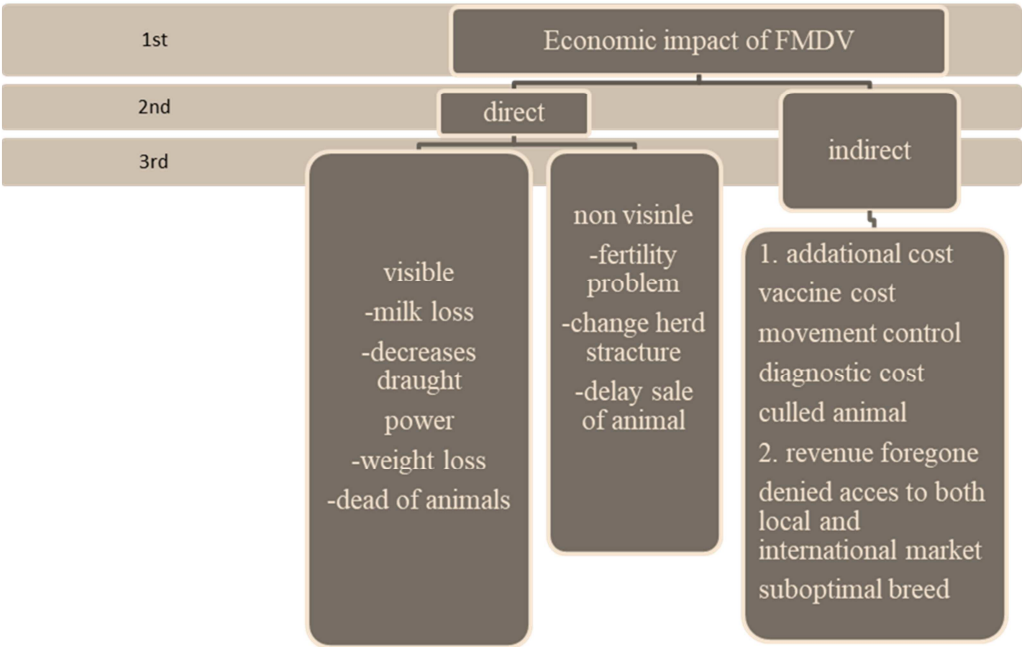 1st
Economic impact of FMDV
2nd
direct
indirect
3rd
visible
-milk loss
-decreases
draught
power
-weight loss
-dead of animals
non visinle
-fertility
problem
-change herd
stracture
-delay sale
of animal
1. addational cost
vaccine cost
movement control
diagnostic cost
culled animal
2. revenue foregone
denied acces to both
local and
international market
suboptimal breed